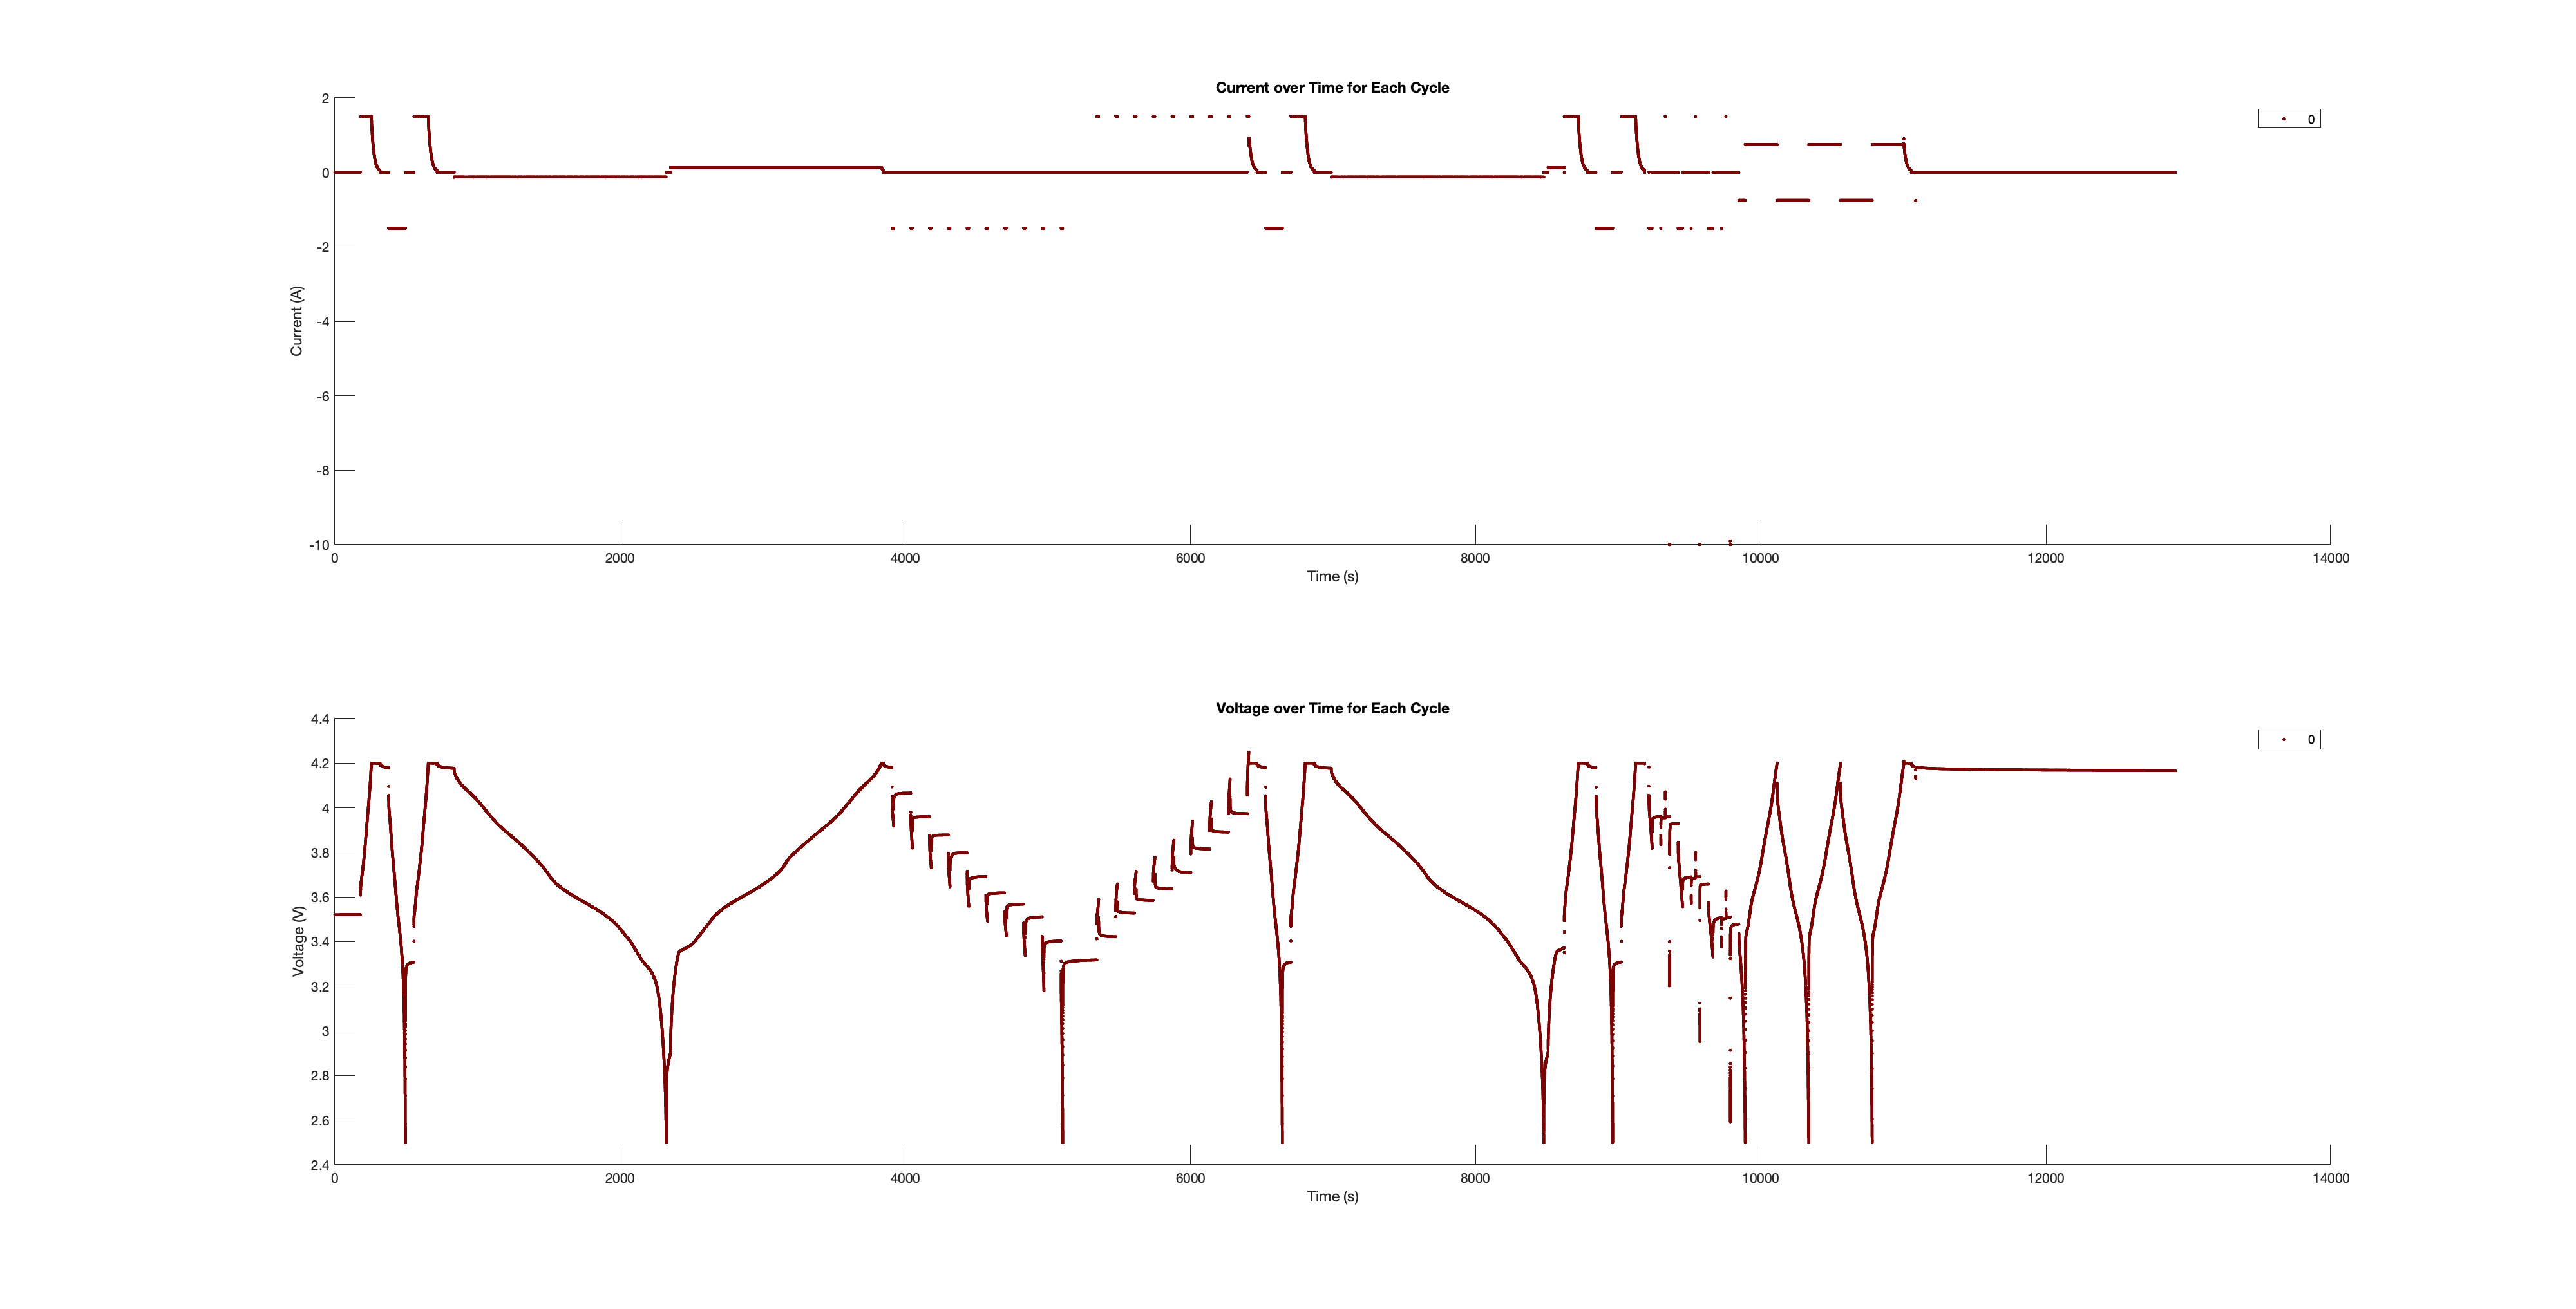 Current over Time for Each Cycle
2
0
-2
-4
-6
-8
-10
Current (A)
0 2000 4000 6000 8000 10000 12000 14000
Time (s)
0
Voltage over Time for Each Cycle
4.4
4.2
4
3.8
3.6
3.4
3.2
3
2.8
2.6
2.4
Voltage (V)
0 2000 4000 6000 8000 10000 12000 14000
Time (s)
0